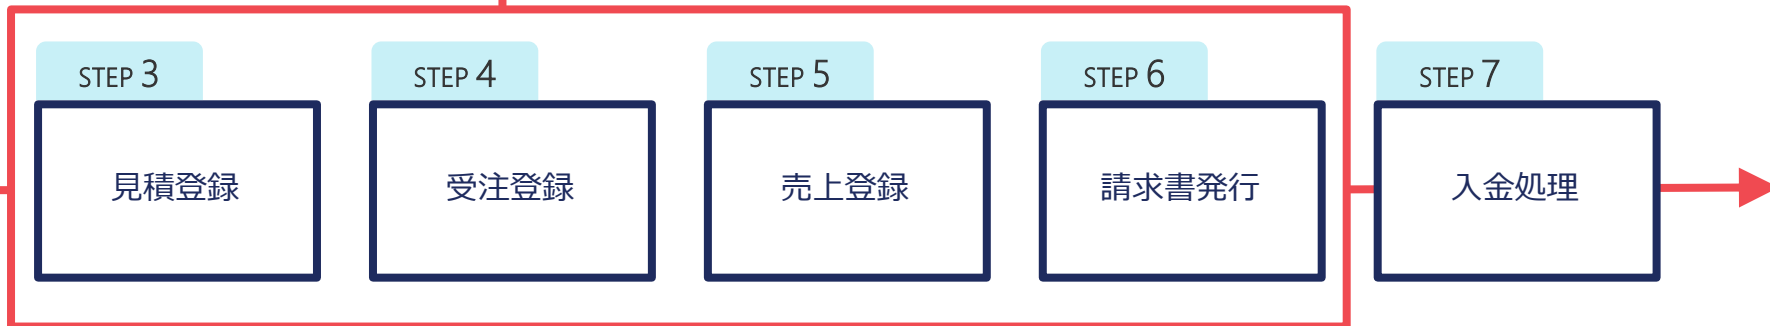 STEP 3
見積登録
STEP 4
受注登録
STEP 5
売上登録
STEP 6
請求書発行
STEP 7
入金処理